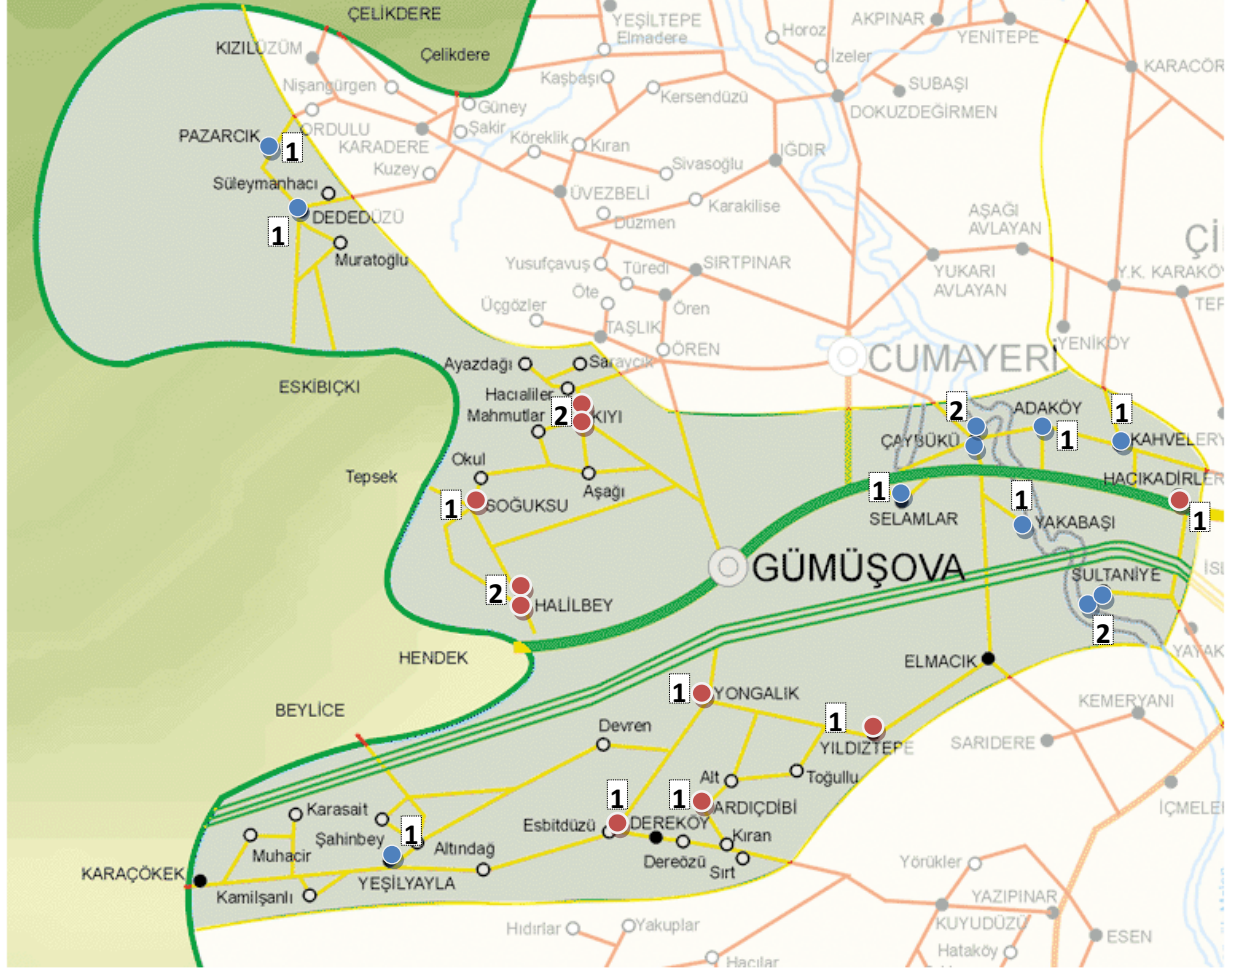 ÇELİKDERE
YEŞİLTEPE
Elmadere
AKPINAR
Horoz
YENİTEPE
KIZILÜZÜM
Çelikdere
İzeler
KARACÖR
Kaşbaşı
Nişangürgen
Kersendüzü
SUBAŞI
Güney
DOKUZDEĞİRMEN
PAZARCIK
1
ORDULU
Şakir
KARADERE
Köreklik
Kıran
IĞDIR
Kuzey
Sivasoğlu
Süleymanhacı
ÜVEZBELİ
Karakilise
DEDEDÜZÜ
1
Düzmen
AŞAĞI
AVLAYAN
Çİ
Muratoğlu
Yusufçavuş
Türedi
SIRTPINAR
YUKARI
AVLAYAN
Y.K. KARAKÖY
TEP
Öte
Üçgözler
Ören
TAŞLIK
ÖREN
YENİKÖY
CUMAYERİ
Ayazdağı
Saraycık
ESKİBIÇKI
Hacıaliler
2
KIYI
Mahmutlar
2
ADAKÖY
1
ÇAYBÜKÜ
1
KAHVELERY
Okul
Tepsek
Aşağı
HACIKADİRLER
1
SOĞUKSU
1
1
SELAMLAR
YAKABAŞI
1
GÜMÜŞOVA
İSL
SULTANİYE
2
HALİLBEY
2
HENDEK
ELMACIK
YAYAK
1
YONGALIK
KEMERYANI
BEYLİCE
Devren
1
YILDIZTEPE
SARIDERE
Alt
Toğullu
1
1
ARDIÇDİBİ
İÇMELER
Karasait
Şahinbey
1
Esbitdüzü
DEREKÖY
Kıran
Muhacir
Altındağ
Dereözü
Sırt
KARAÇÖKEK
Kamilşanlı
YEŞİLYAYLA
Yörükler
YAZIPINAR
KUYUDÜZÜ
Hıdırlar
Yakuplar
ESEN
Hataköy
Hacılar